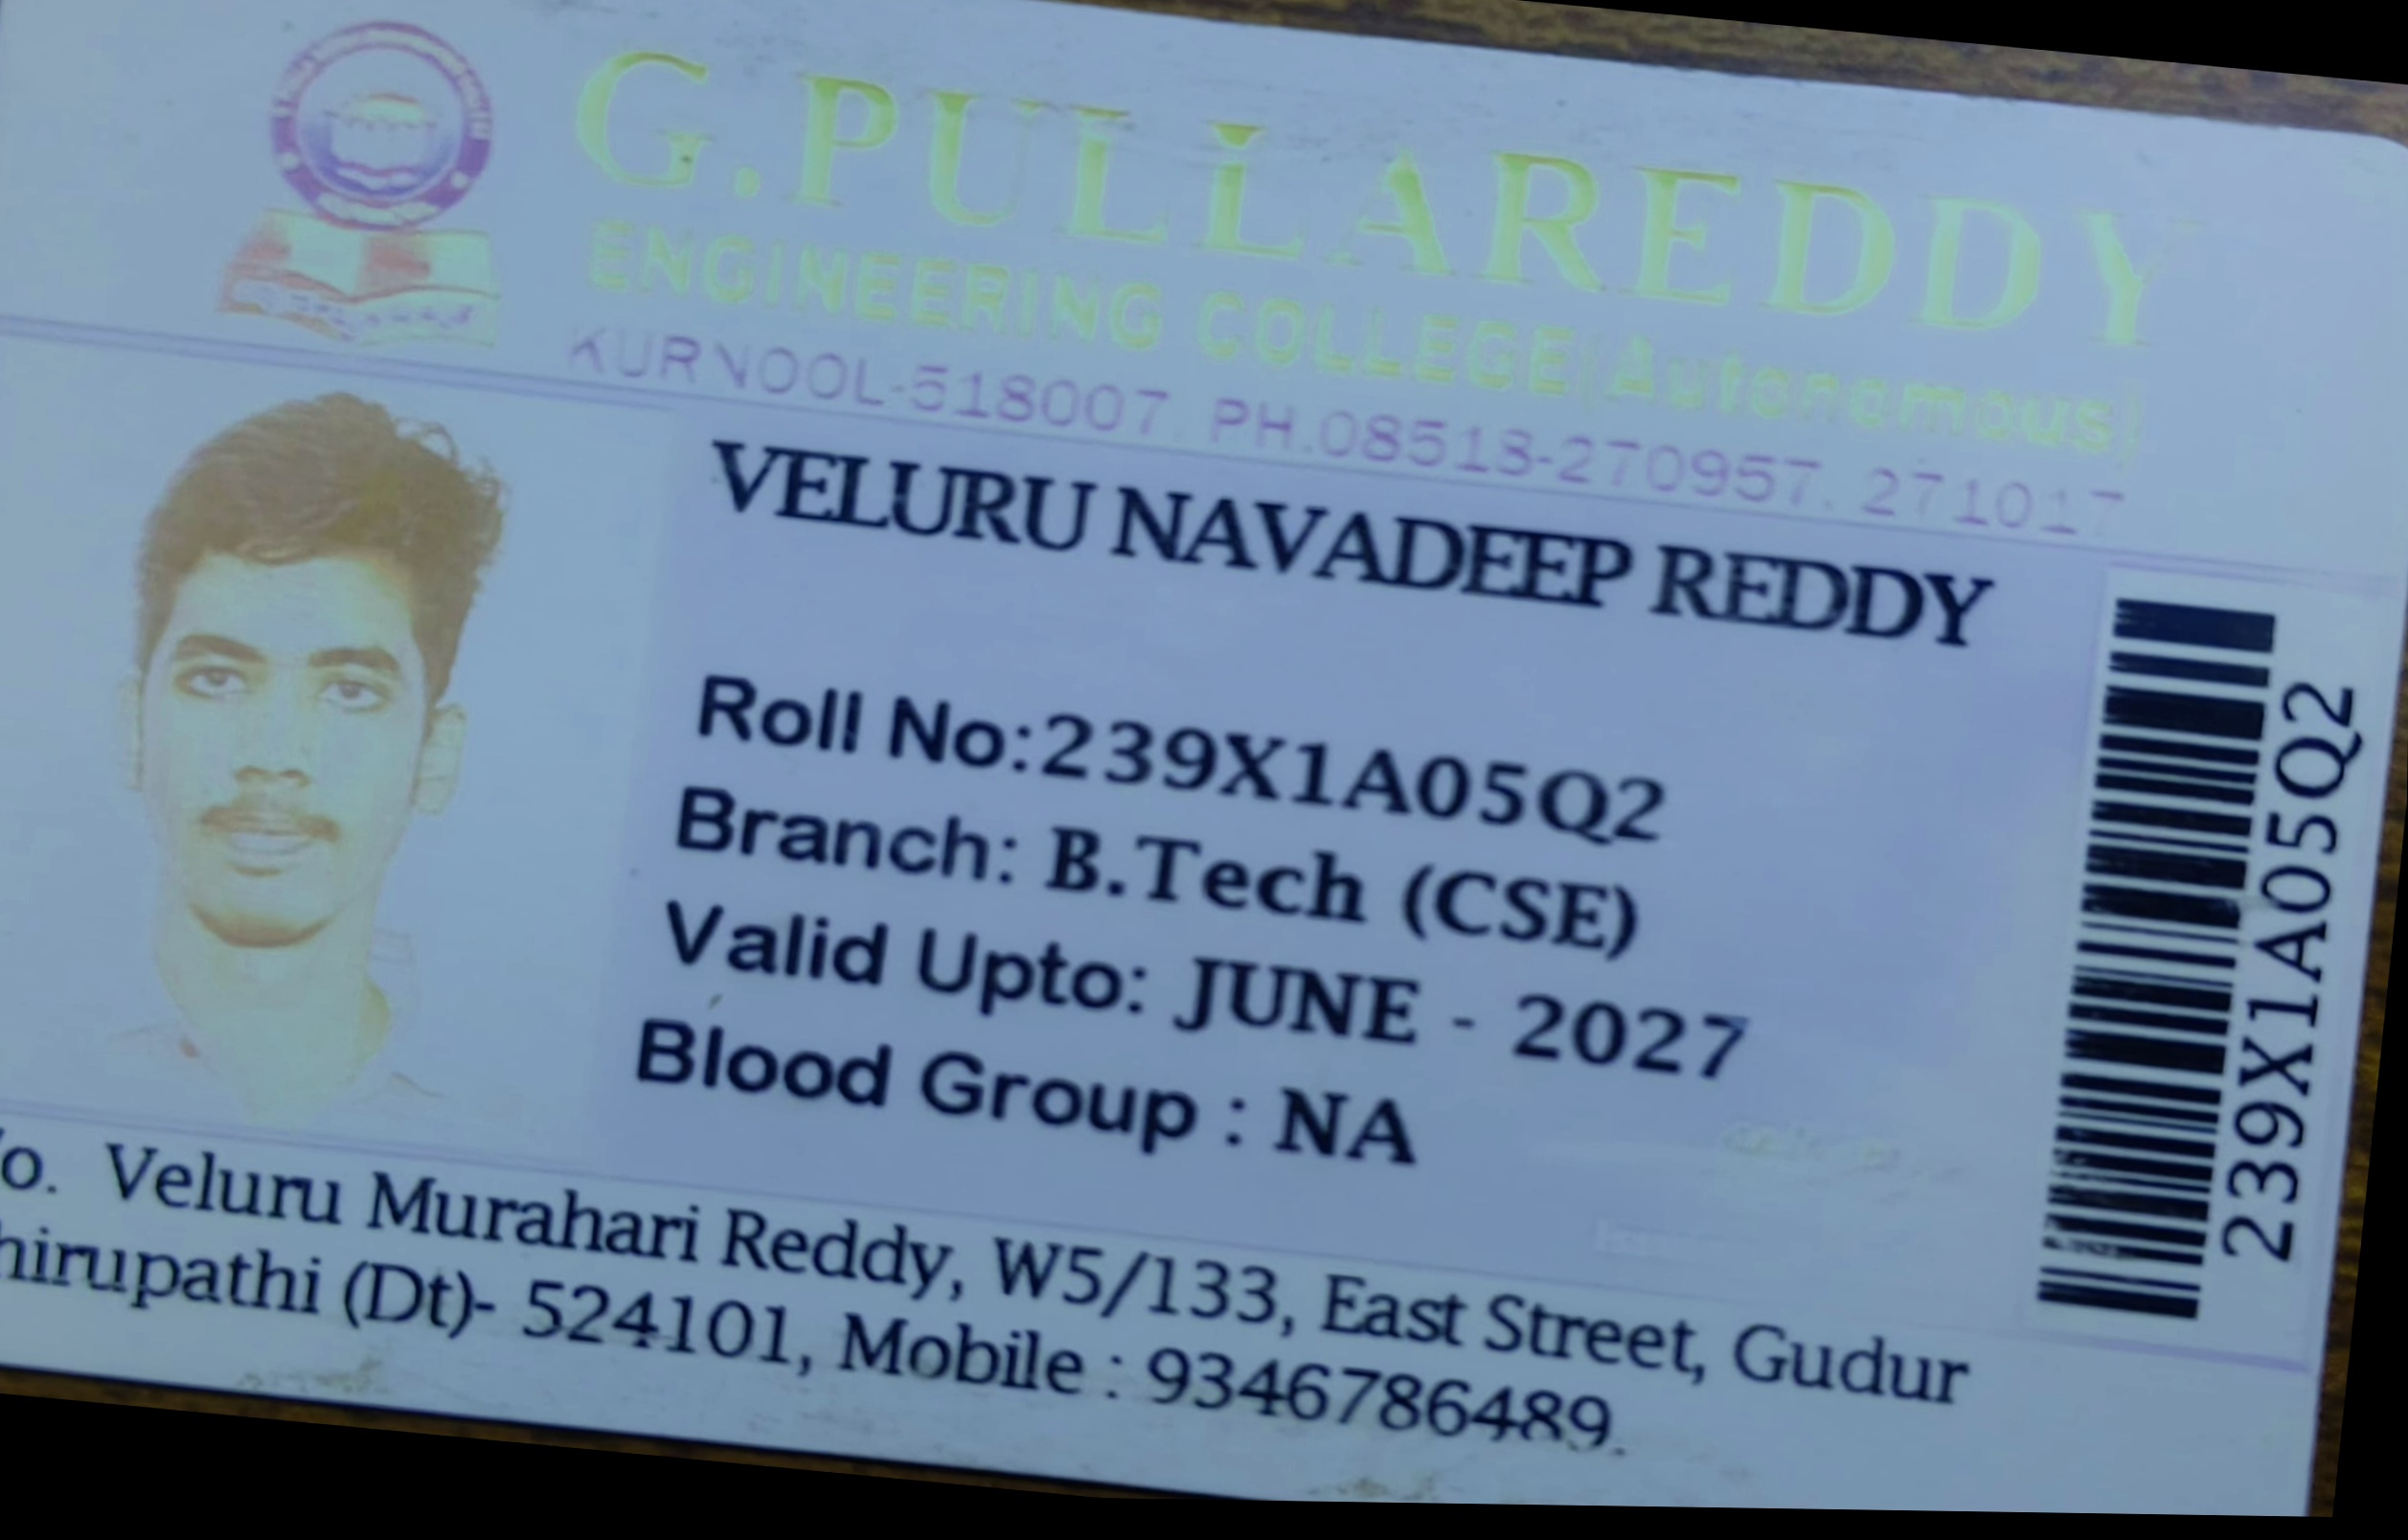 G.PULLAREDDY
ENGINEERING COLLEGE(Autonomous)
KURNOOL-518007. PH.08518-270957, 271017
VELURU NAVADEEP REDDY
Roll No:239X1A05Q2
Branch: B.Tech (CSE)
Valid Upto: JUNE - 2027
Blood Group : NA
239X1A05Q2
/o. Veluru Murahari Reddy, W5/133, East Street, Gudur
hirupathi (Dt)- 524101, Mobile : 9346786489.